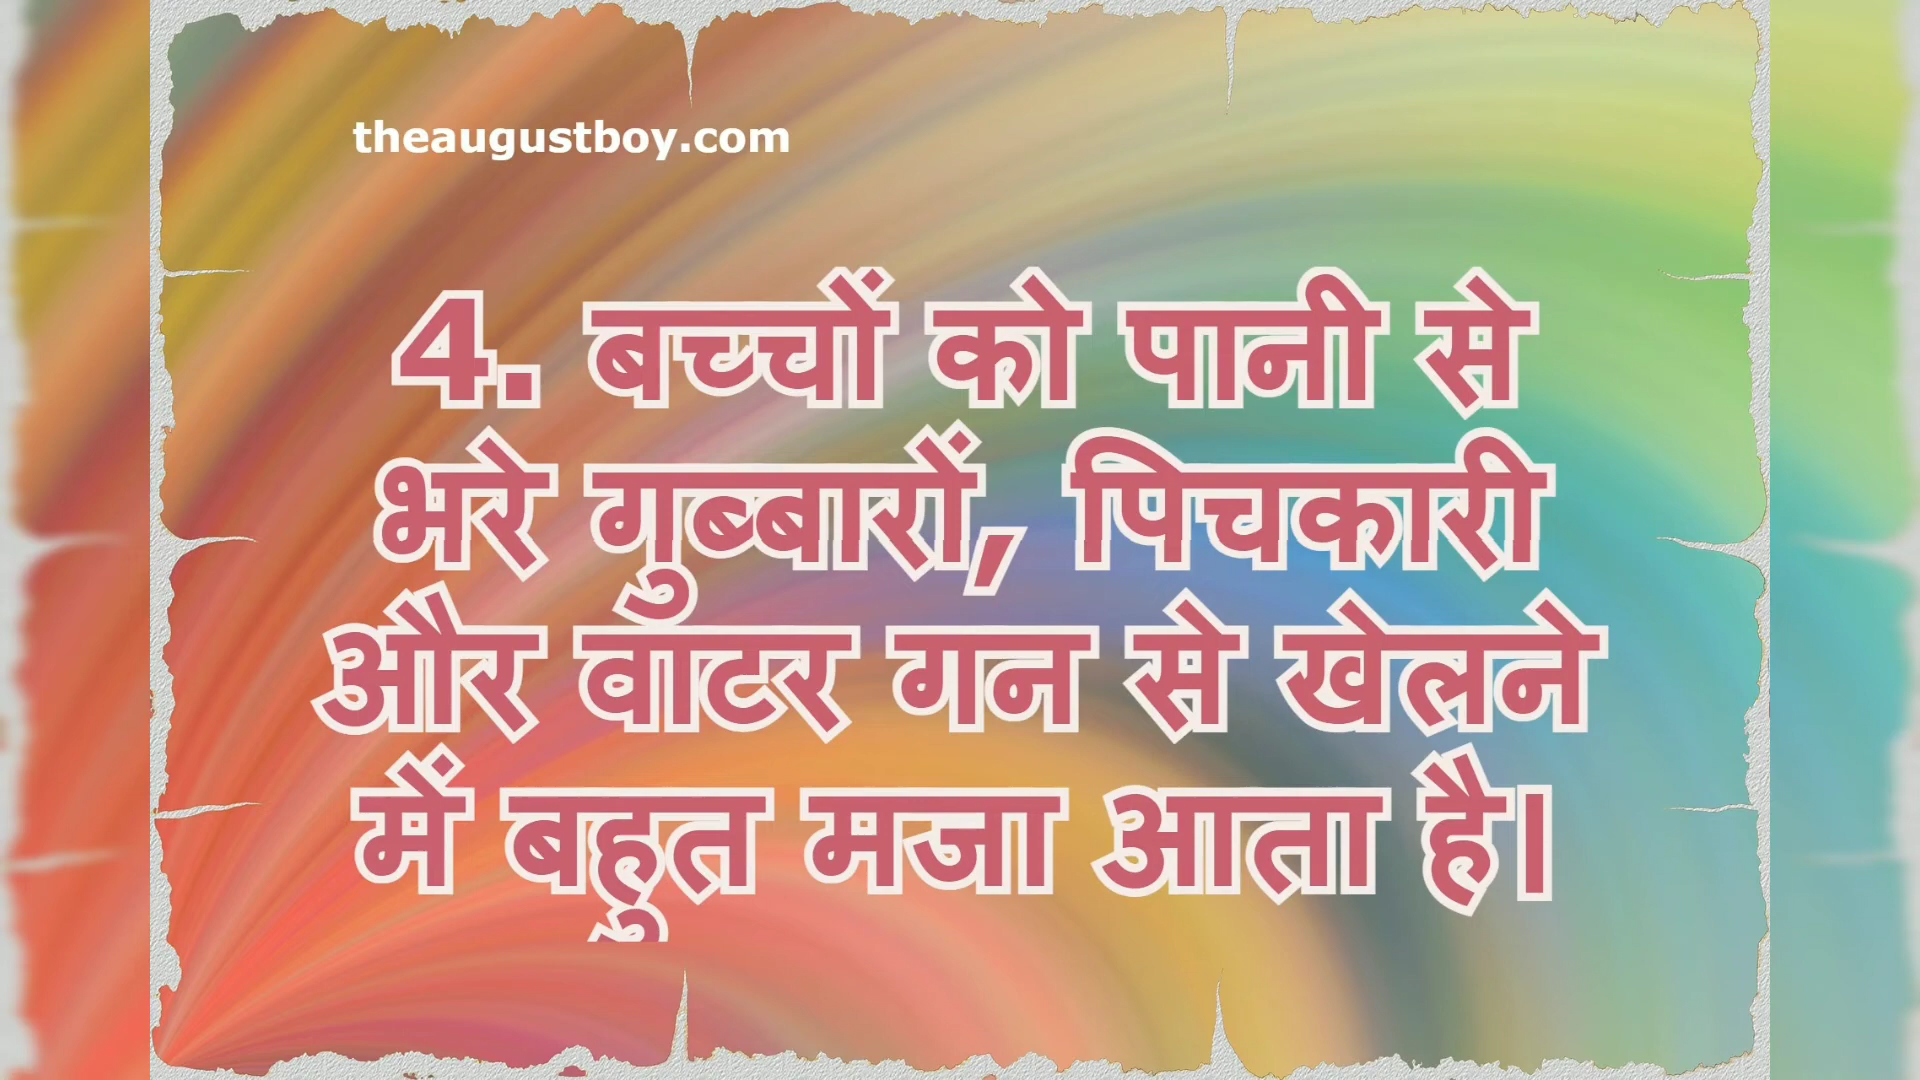 theaugustboy.com
4. बच्चों को पानी से
भरे गुब्बारों, पिचकारी
और वाटर गन से खेलने
में बहुत मजा आता है।